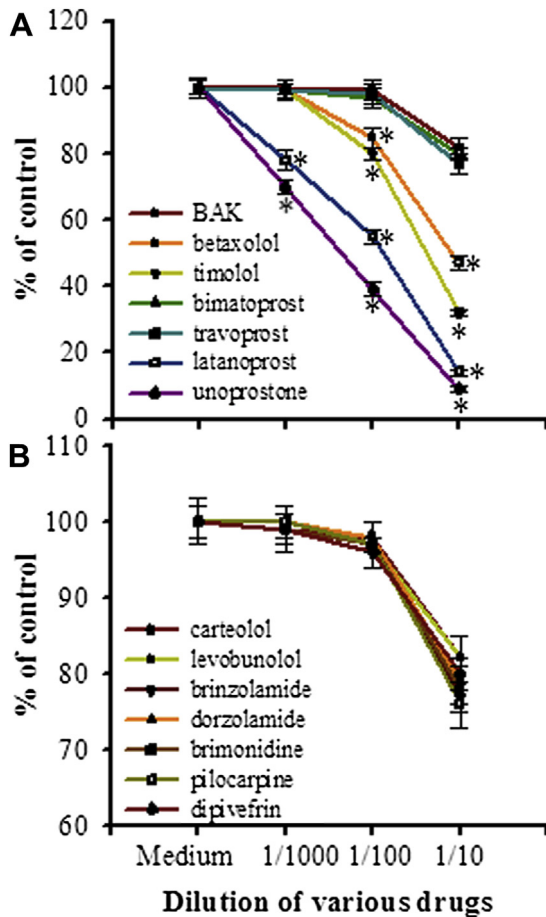 A
120
100
80
60
40
20
0
% of control
BAK
betaxolol
timolol
bimatoprost
travoprost
latanoprost
unoprostone
*
*
*
*
*
*
*
*
*
*
B
110
100
90
80
70
60
% of control
carteolol
levobunolol
brinzolamide
dorzolamide
brimonidine
pilocarpine
dipivefrin
Medium 1/1000 1/100 1/10
Dilution of various drugs